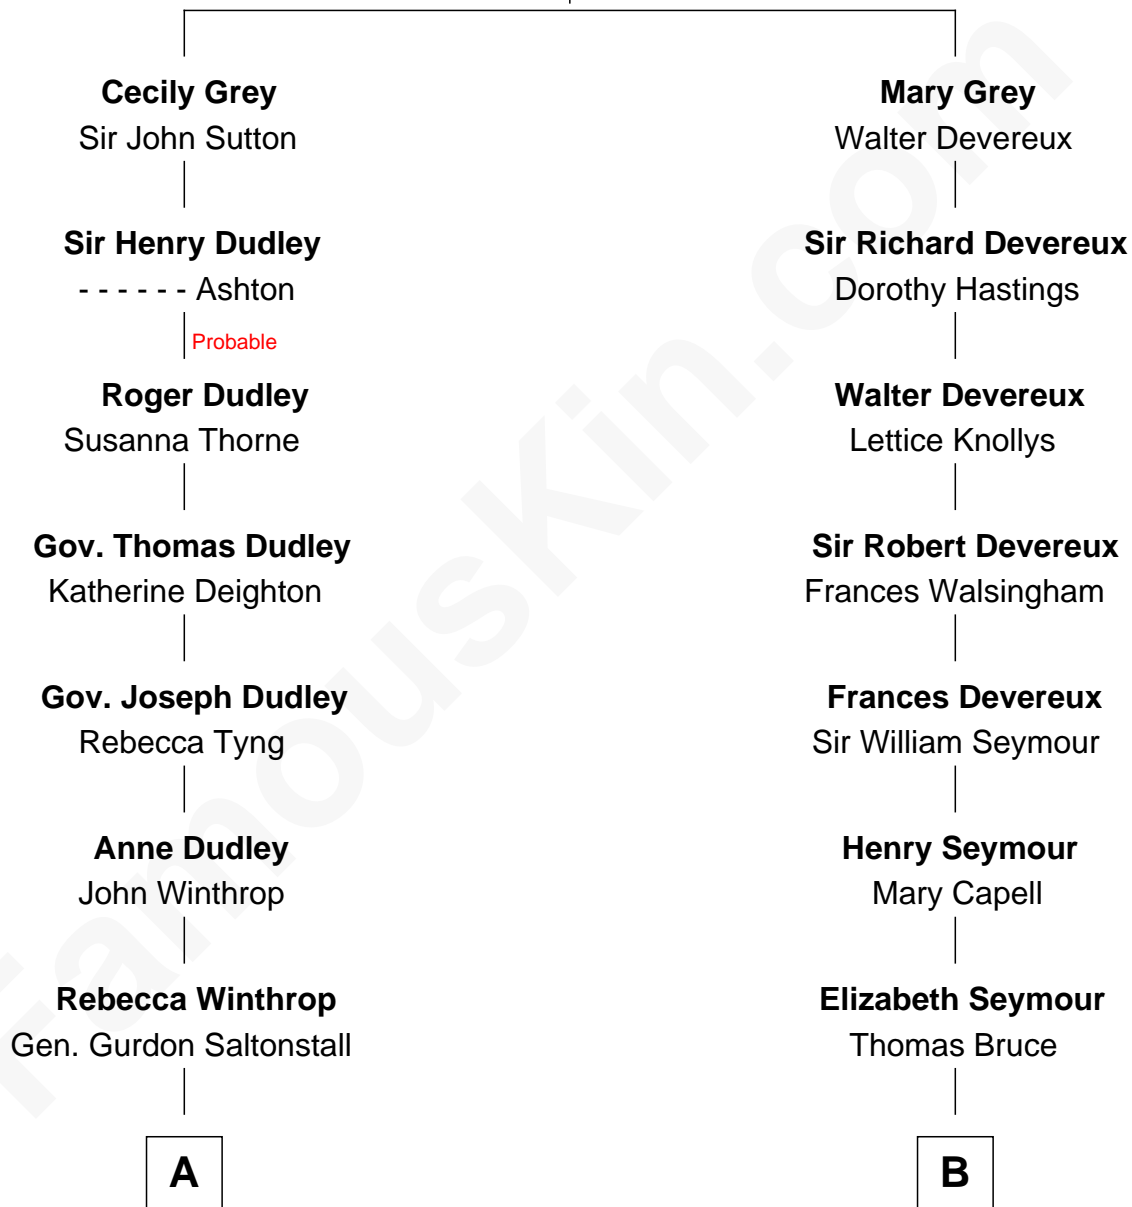 Cecily Grey
Sir John Sutton
Sir Henry Dudley
- - - - - - Ashton
Probable
Roger Dudley
Susanna Thorne
Gov. Thomas Dudley
Katherine Deighton
Gov. Joseph Dudley
Rebecca Tyng
Anne Dudley
John Winthrop
Rebecca Winthrop
Gen. Gurdon Saltonstall
A
Mary Grey
Walter Devereux
Sir Richard Devereux
Dorothy Hastings
Walter Devereux
Lettice Knollys
Sir Robert Devereux
Frances Walsingham
Frances Devereux
Sir William Seymour
Henry Seymour
Mary Capell
Elizabeth Seymour
Thomas Bruce
B
FamousKin.com